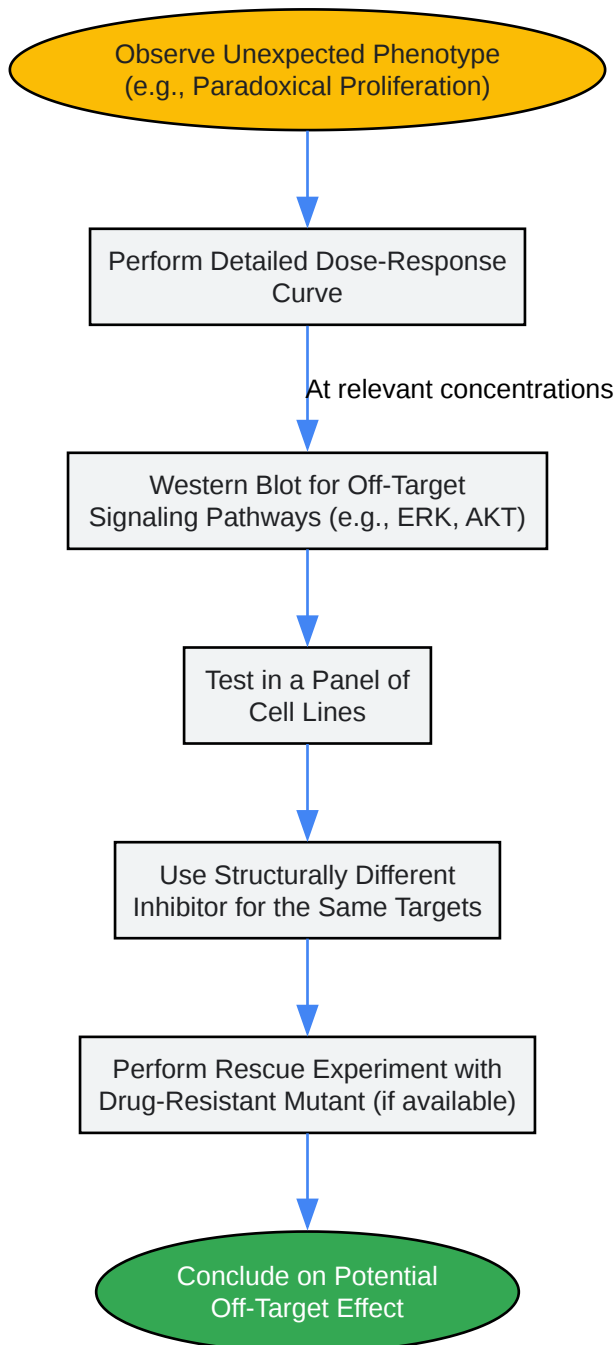 Observe Unexpected Phenotype
(e.g., Paradoxical Proliferation)
Perform Detailed Dose-Response
Curve
At relevant concentrations
Western Blot for Off-Target
Signaling Pathways (e.g., ERK, AKT)
Test in a Panel of
Cell Lines
Use Structurally Different
Inhibitor for the Same Targets
Perform Rescue Experiment with
Drug-Resistant Mutant (if available)
Conclude on Potential
Off-Target Effect